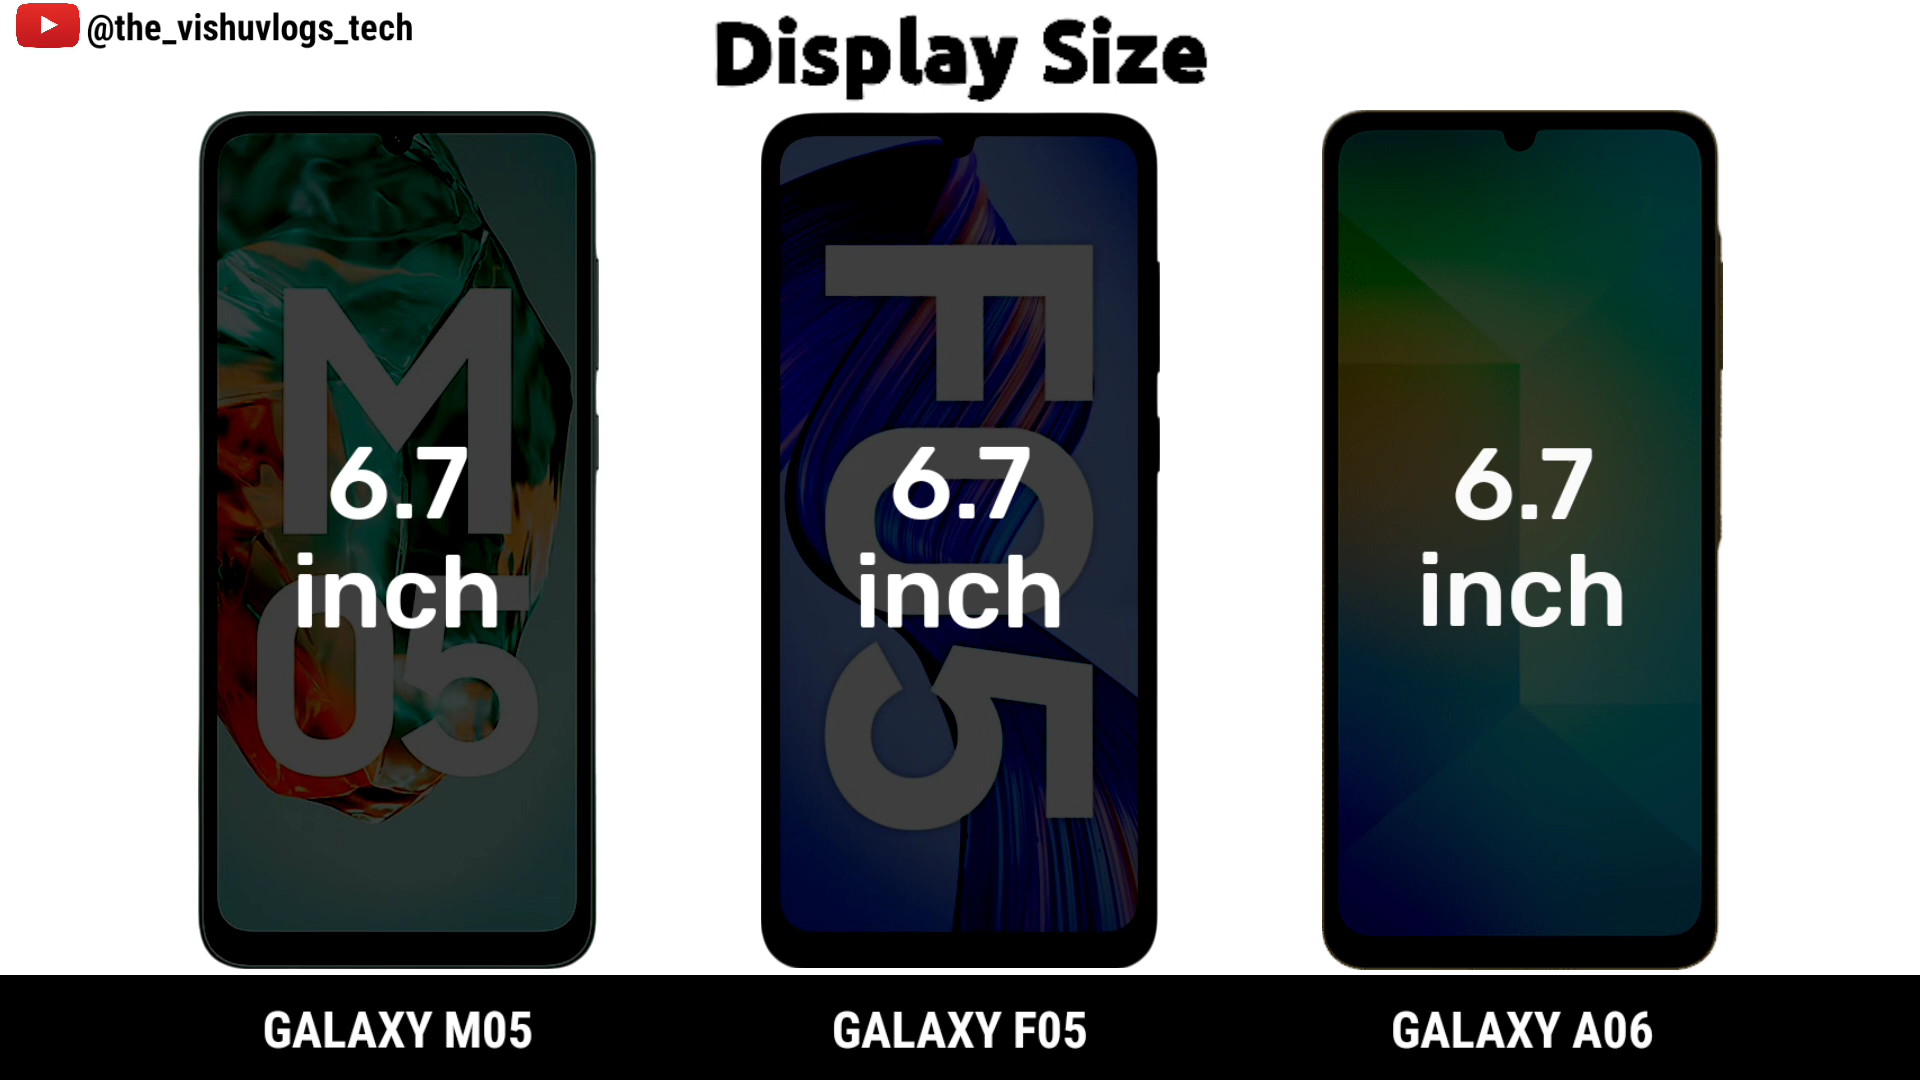 @the_vishuvlogs_tech
Display Size
M
05
6.7
inch
F05
6.7
inch
6.7
inch
GALAXY M05
GALAXY F05
GALAXY A06